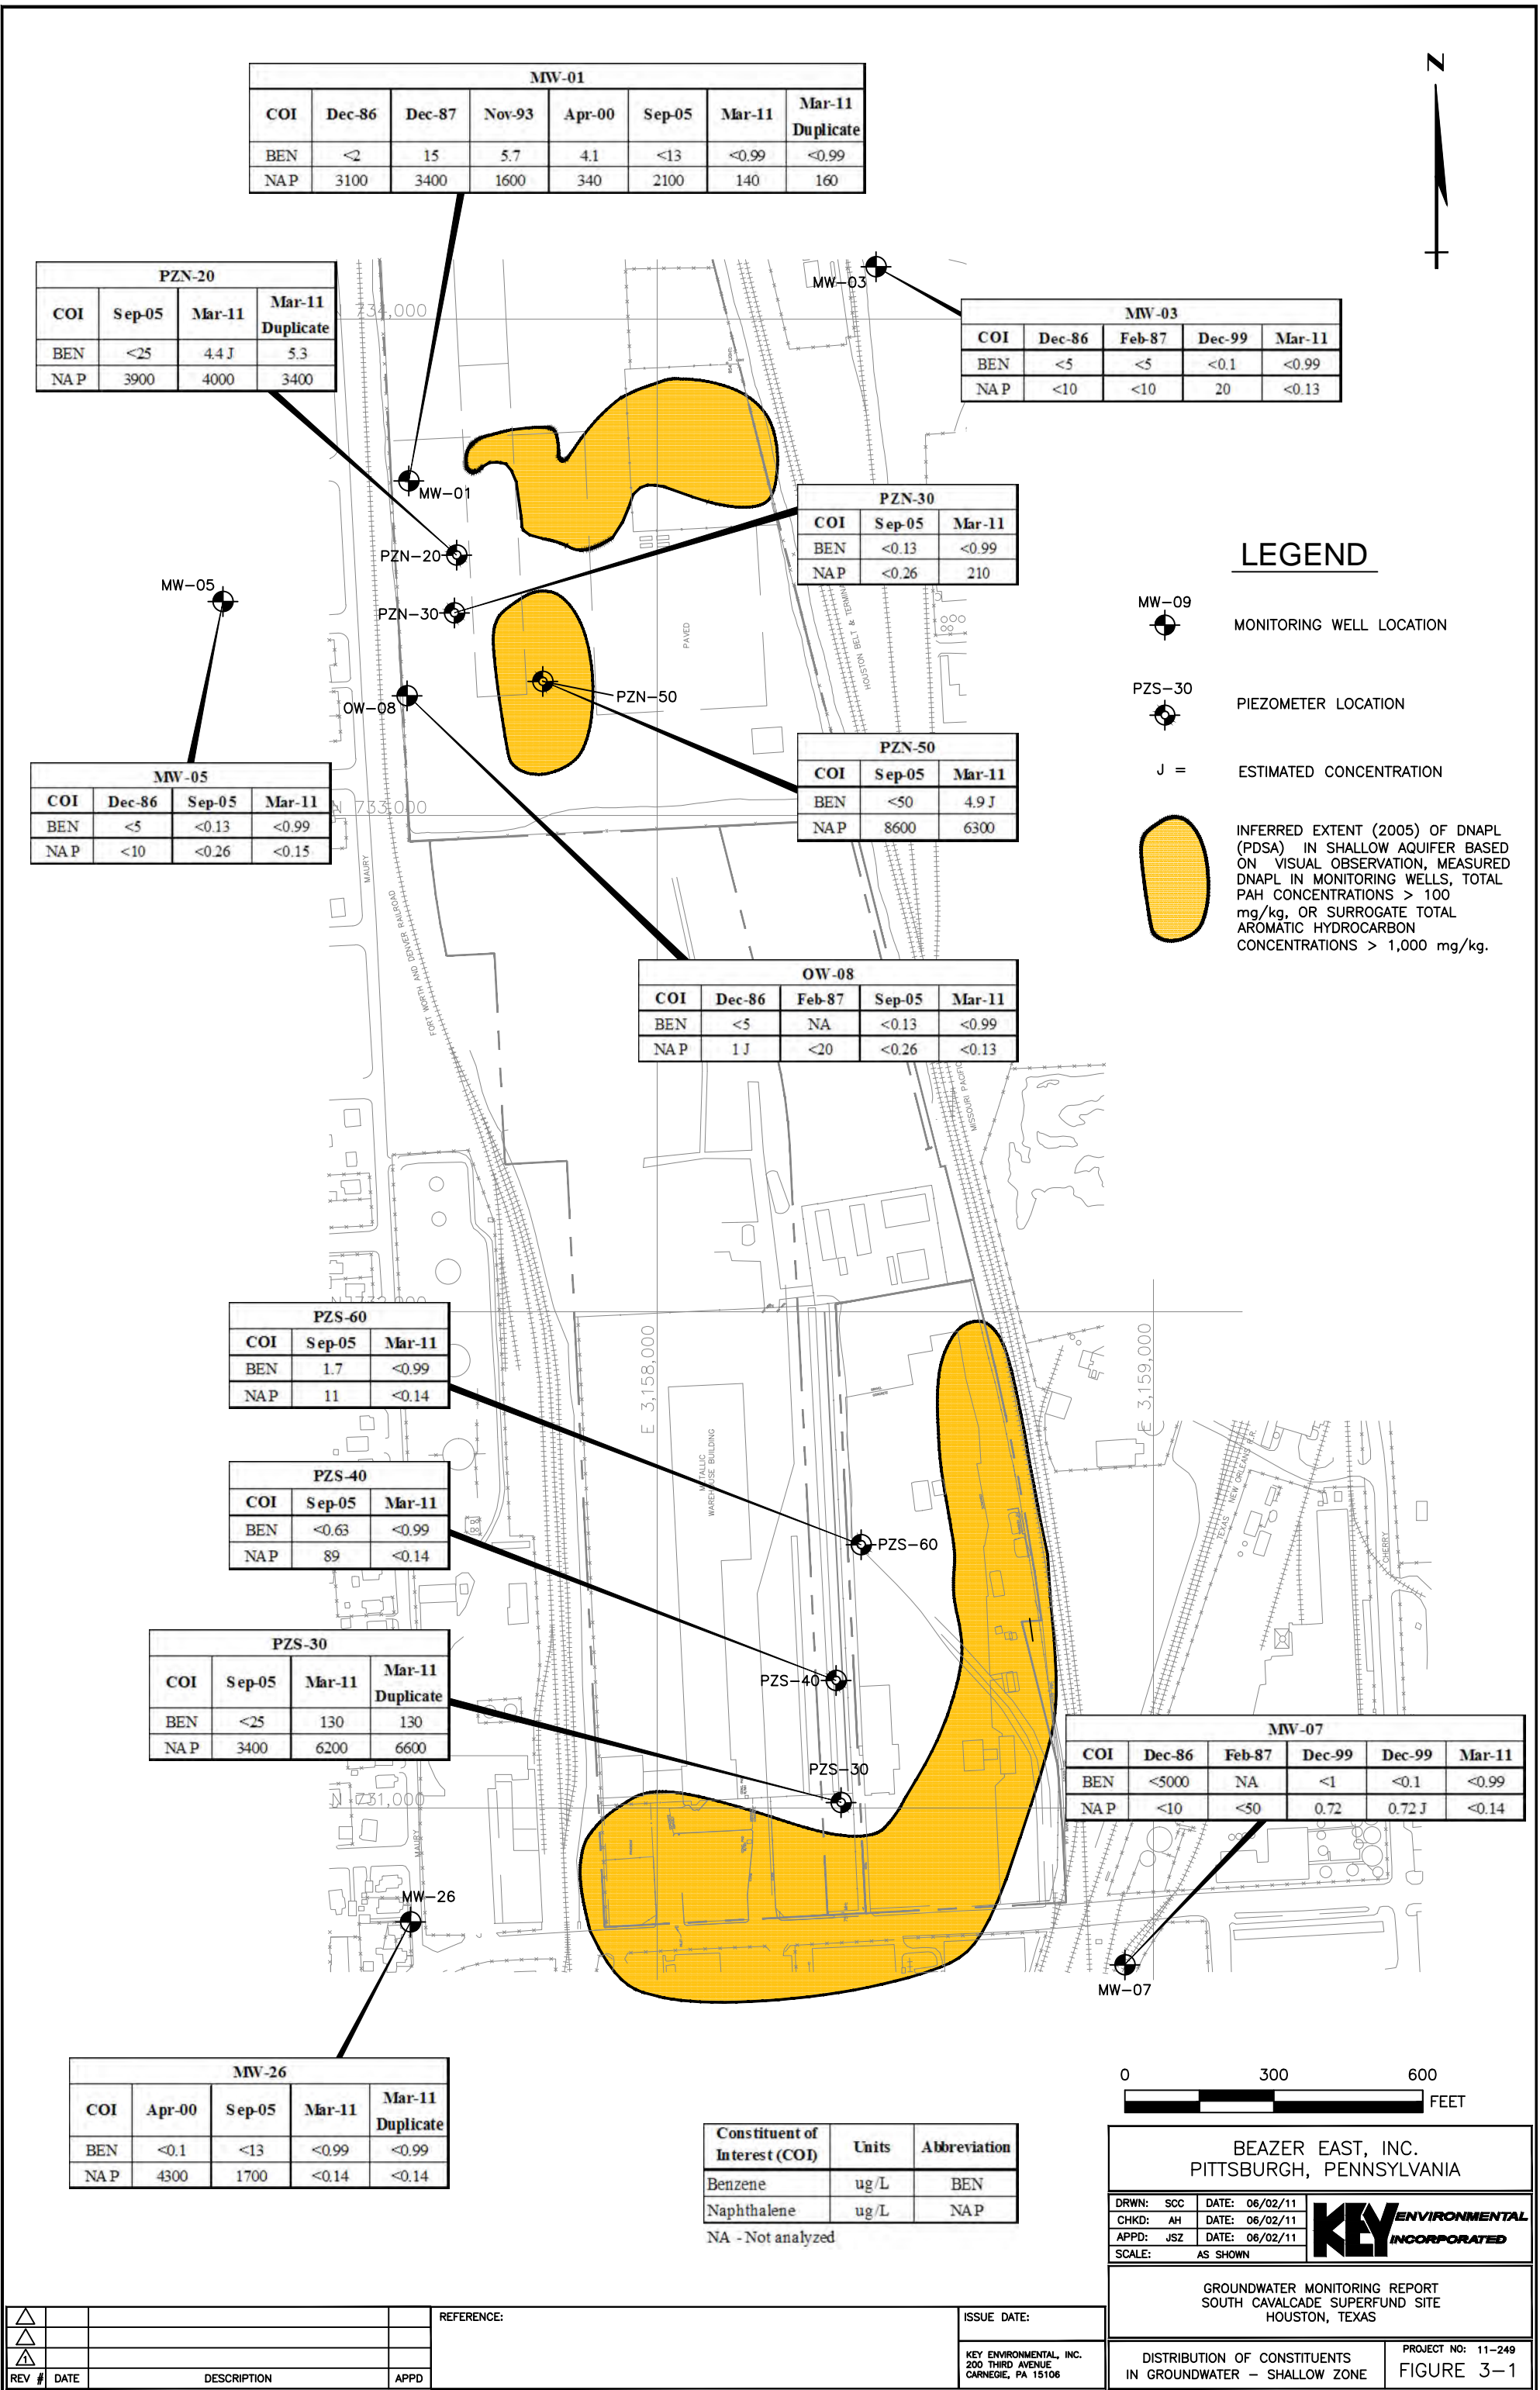 N
MW-01
COI Dec-86 Dec-87 Nov-93 Apr-00 Sep-05 Mar-11 Mar-11 Duplicate
BEN <2 15 5.7 4.1 <13 <0.99 <0.99
NAP 3100 3400 1600 340 2100 140 160
PZN-20
COI Sep-05 Mar-11 Mar-11 Duplicate
BEN <25 4.4 J 5.3
NAP 3900 4000 3400
MW-03
MW-03
COI Dec-86 Feb-87 Dec-99 Mar-11
BEN <5 <5 <0.1 <0.99
NAP <10 <10 20 <0.13
N 734,000
MW-01
PZN-20
PZN-30
MW-05
OW-08
PZN-50
PAVED
HOUSTON BELT & TERMINAL
PZN-30
COI Sep-05 Mar-11
BEN <0.13 <0.99
NAP <0.26 210
LEGEND
MW-09
MONITORING WELL LOCATION
PZS-30
PIEZOMETER LOCATION
J = ESTIMATED CONCENTRATION
INFERRED EXTENT (2005) OF DNAPL
(PDSA) IN SHALLOW AQUIFER BASED
ON VISUAL OBSERVATION, MEASURED
DNAPL IN MONITORING WELLS, TOTAL
PAH CONCENTRATIONS > 100
mg/kg, OR SURROGATE TOTAL
AROMATIC HYDROCARBON
CONCENTRATIONS > 1,000 mg/kg.
PZN-50
COI Sep-05 Mar-11
BEN <50 4.9 J
NAP 8600 6300
MW-05
COI Dec-86 Sep-05 Mar-11
BEN <5 <0.13 <0.99
NAP <10 <0.26 <0.15
N 733,000
MAURY
FORT WORTH AND DENVER RAILROAD
OW-08
COI Dec-86 Feb-87 Sep-05 Mar-11
BEN <5 NA <0.13 <0.99
NAP 1 J <20 <0.26 <0.13
MISSOURI PACIFIC
N 732,000
PZS-60
COI Sep-05 Mar-11
BEN 1.7 <0.99
NAP 11 <0.14
E 3,158,000
E 3,159,000
METALLIC
WAREHOUSE BUILDING
TEXAS NEW ORLEANS R.R.
CHERRY
PZS-40
COI Sep-05 Mar-11
BEN <0.63 <0.99
NAP 89 <0.14
PZS-60
PZS-40
PZS-30
COI Sep-05 Mar-11 Mar-11 Duplicate
BEN <25 130 130
NAP 3400 6200 6600
PZS-30
MW-07
COI Dec-86 Feb-87 Dec-99 Dec-99 Mar-11
BEN <5000 NA <1 <0.1 <0.99
NAP <10 <50 0.72 0.72 J <0.14
N 731,000
MAURY
MW-26
MW-07
MW-26
COI Apr-00 Sep-05 Mar-11 Mar-11 Duplicate
BEN <0.1 <13 <0.99 <0.99
NAP 4300 1700 <0.14 <0.14
0 300 600
FEET
Constituent of Interest (COI) Units Abbreviation
Benzene ug/L BEN
Naphthalene ug/L NAP
NA - Not analyzed
BEAZER EAST, INC.
PITTSBURGH, PENNSYLVANIA
DRWN: SCC DATE: 06/02/11
CHKD: AH DATE: 06/02/11
APPD: JSZ DATE: 06/02/11
SCALE: AS SHOWN
KEY ENVIRONMENTAL
INCORPORATED
GROUNDWATER MONITORING REPORT
SOUTH CAVALCADE SUPERFUND SITE
HOUSTON, TEXAS
DISTRIBUTION OF CONSTITUENTS
IN GROUNDWATER – SHALLOW ZONE
PROJECT NO: 11-249
FIGURE 3-1
REFERENCE:
ISSUE DATE:
KEY ENVIRONMENTAL, INC.
200 THIRD AVENUE
CARNEGIE, PA 15106
1
REV # DATE DESCRIPTION APPD